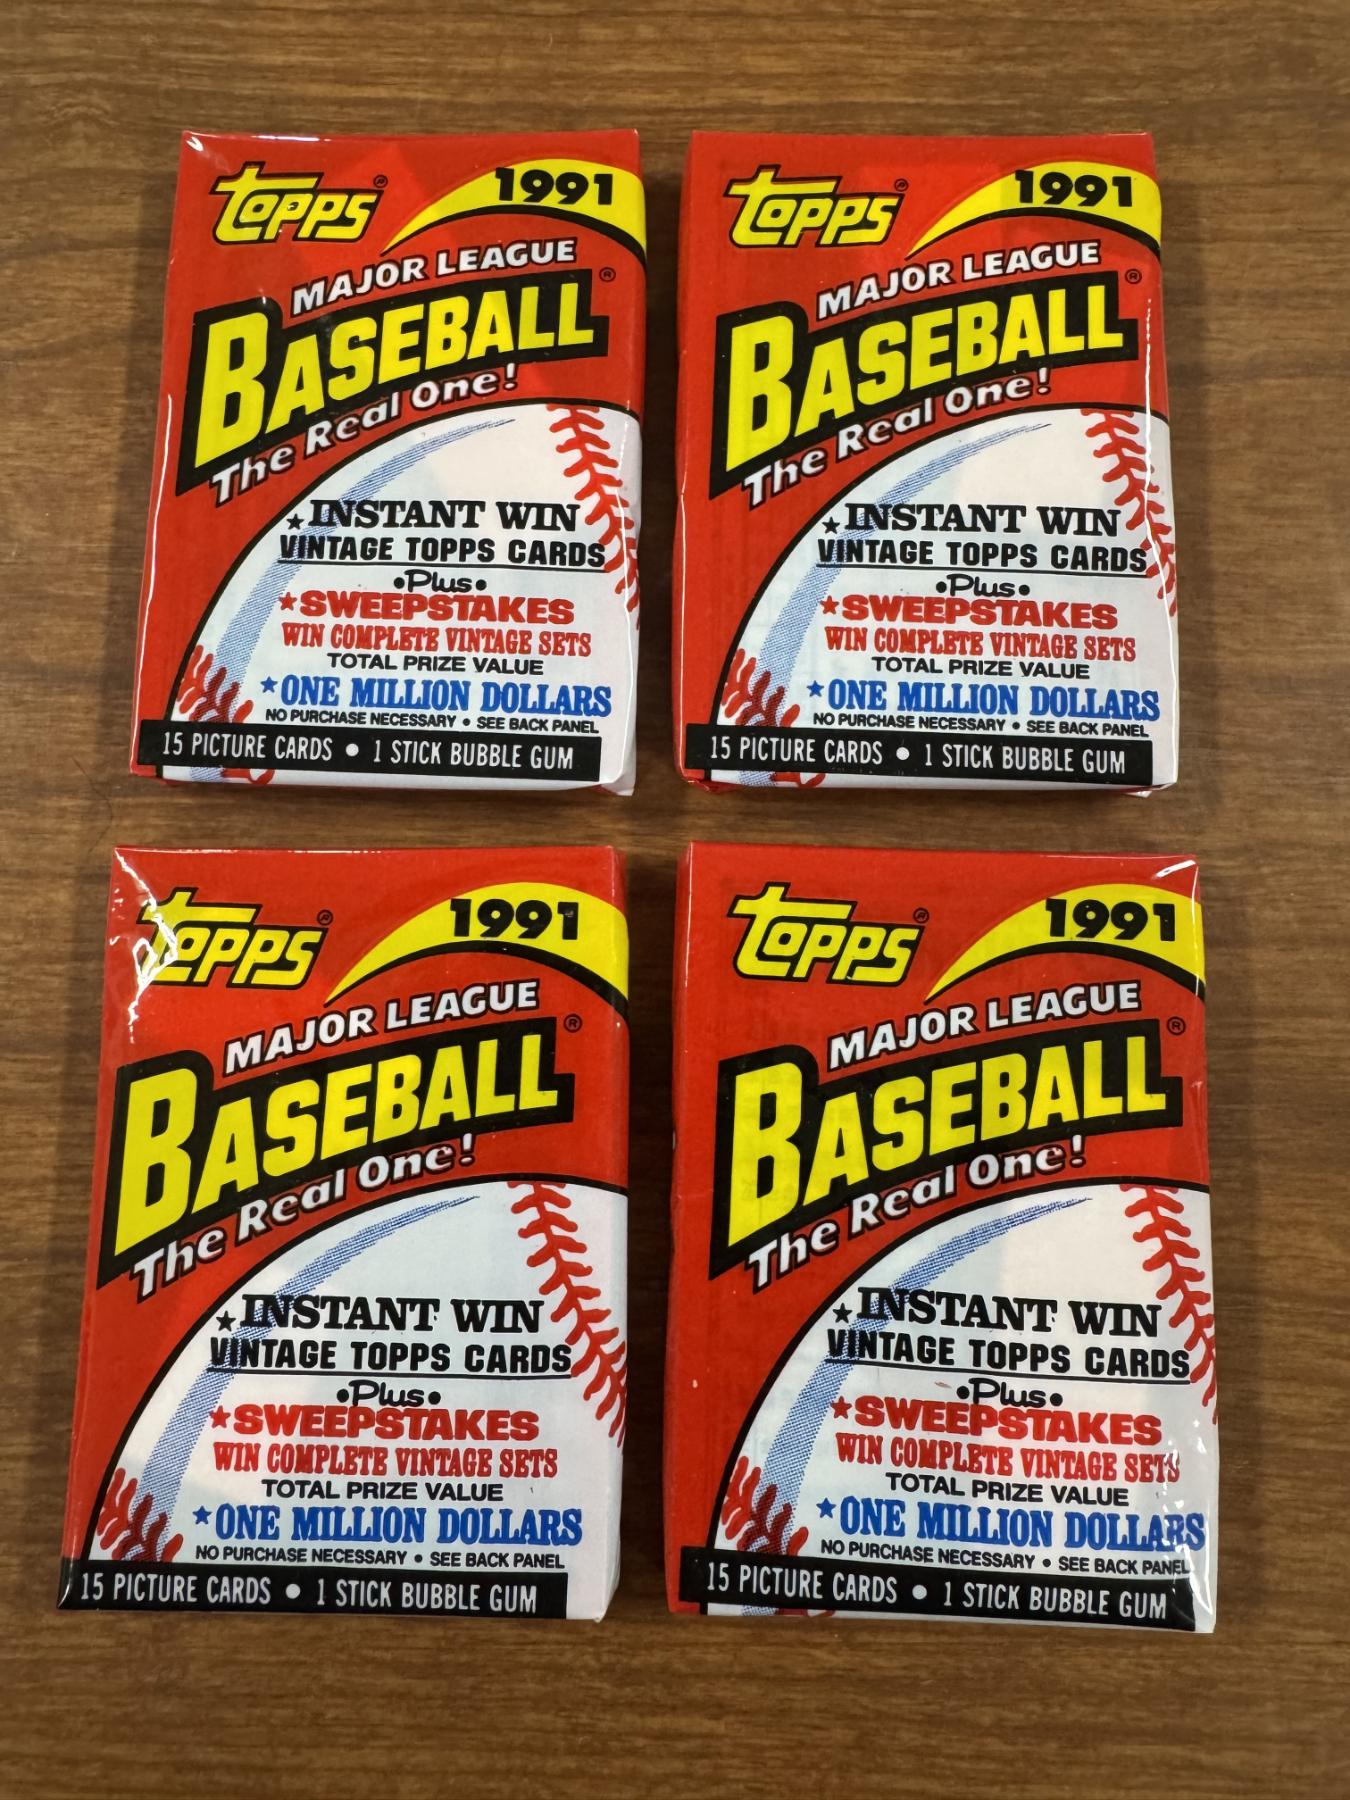 Topps® 1991
MAJOR LEAGUE
BASEBALL®
The Real One!
★INSTANT WIN
VINTAGE TOPPS CARDS
•Plus•
★SWEEPSTAKES
WIN COMPLETE VINTAGE SETS
TOTAL PRIZE VALUE
★ONE MILLION DOLLARS
NO PURCHASE NECESSARY • SEE BACK PANEL
15 PICTURE CARDS • 1 STICK BUBBLE GUM
Topps® 1991
MAJOR LEAGUE
BASEBALL®
The Real One!
★INSTANT WIN
VINTAGE TOPPS CARDS
•Plus•
★SWEEPSTAKES
WIN COMPLETE VINTAGE SETS
TOTAL PRIZE VALUE
★ONE MILLION DOLLARS
NO PURCHASE NECESSARY • SEE BACK PANEL
15 PICTURE CARDS • 1 STICK BUBBLE GUM
Topps® 1991
MAJOR LEAGUE
BASEBALL®
The Real One!
★INSTANT WIN
VINTAGE TOPPS CARDS
•Plus•
★SWEEPSTAKES
WIN COMPLETE VINTAGE SETS
TOTAL PRIZE VALUE
★ONE MILLION DOLLARS
NO PURCHASE NECESSARY • SEE BACK PANEL
15 PICTURE CARDS • 1 STICK BUBBLE GUM
Topps® 1991
MAJOR LEAGUE
BASEBALL®
The Real One!
★INSTANT WIN
VINTAGE TOPPS CARDS
•Plus•
★SWEEPSTAKES
WIN COMPLETE VINTAGE SETS
TOTAL PRIZE VALUE
★ONE MILLION DOLLARS
NO PURCHASE NECESSARY • SEE BACK PANEL
15 PICTURE CARDS • 1 STICK BUBBLE GUM